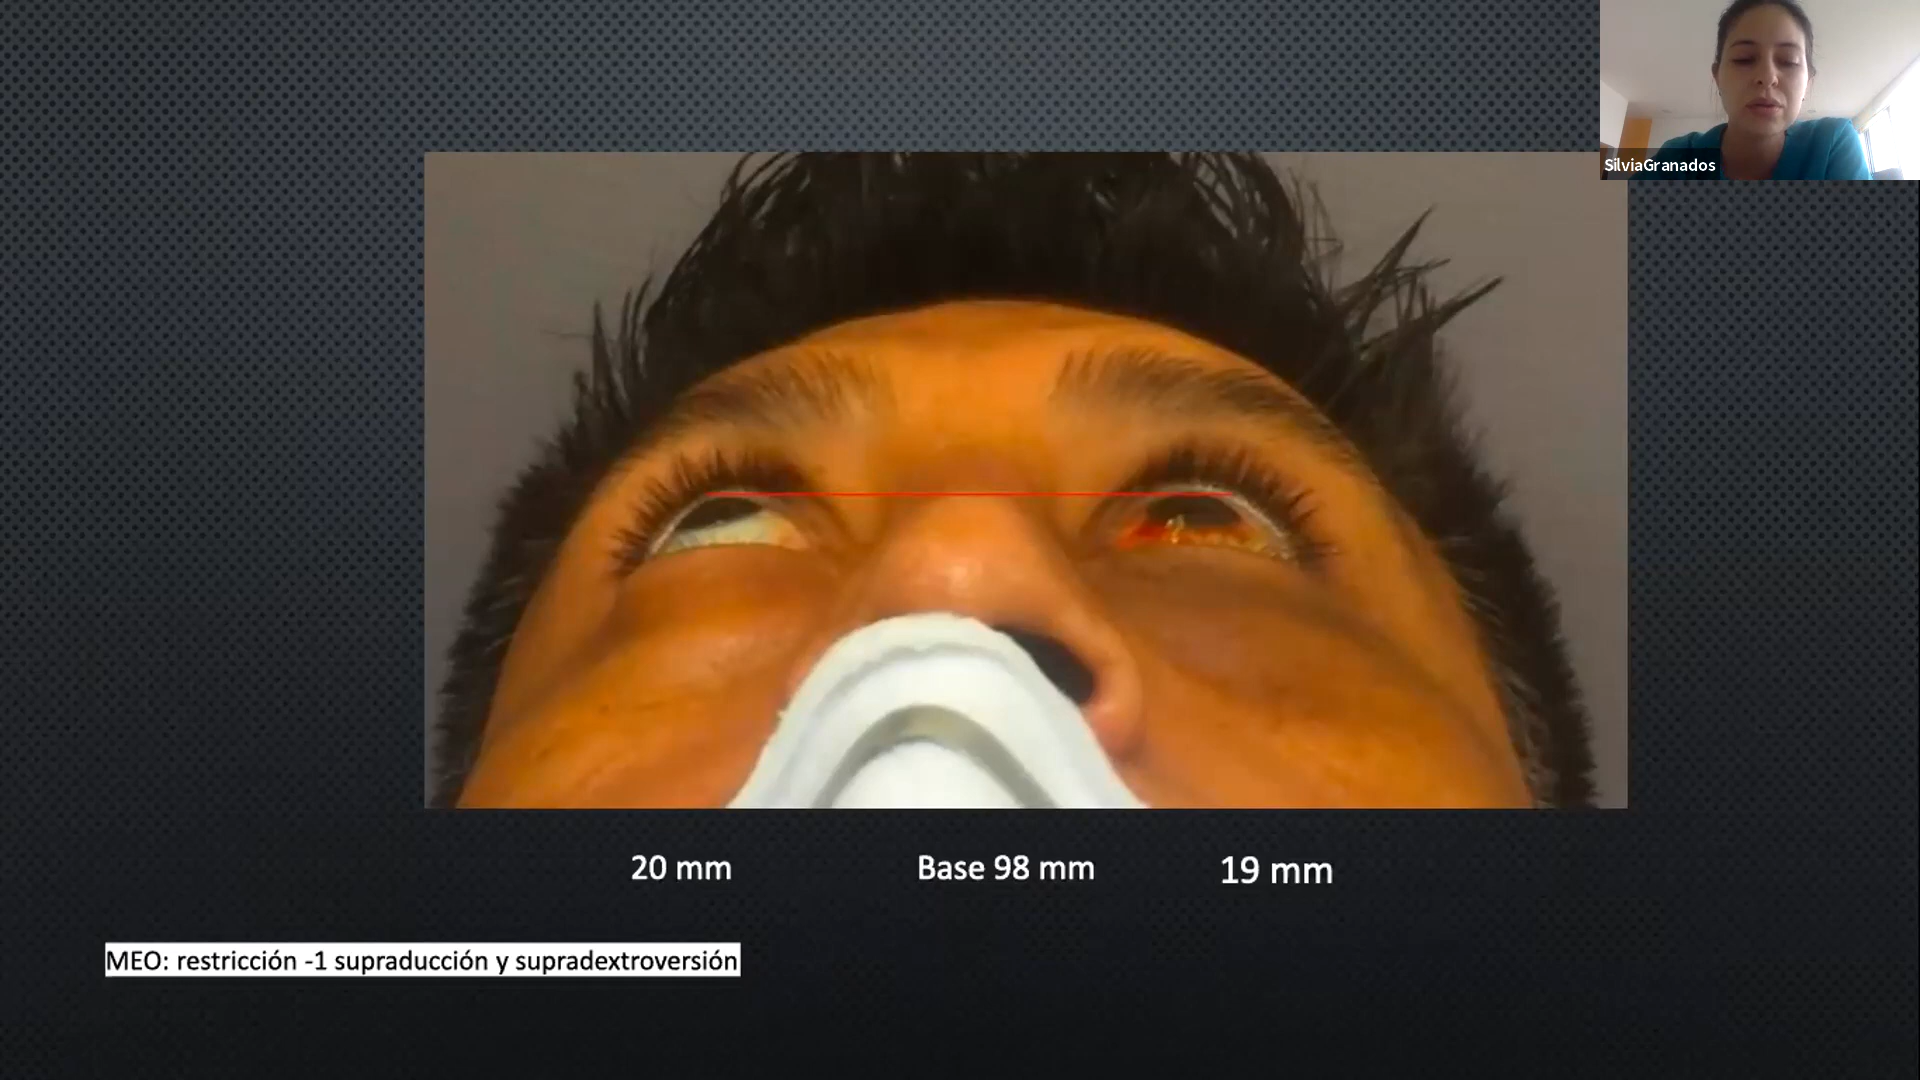 SilviaGranados
20 mm
Base 98 mm
19 mm
MEO: restricción -1 supraducción y supradextroversión